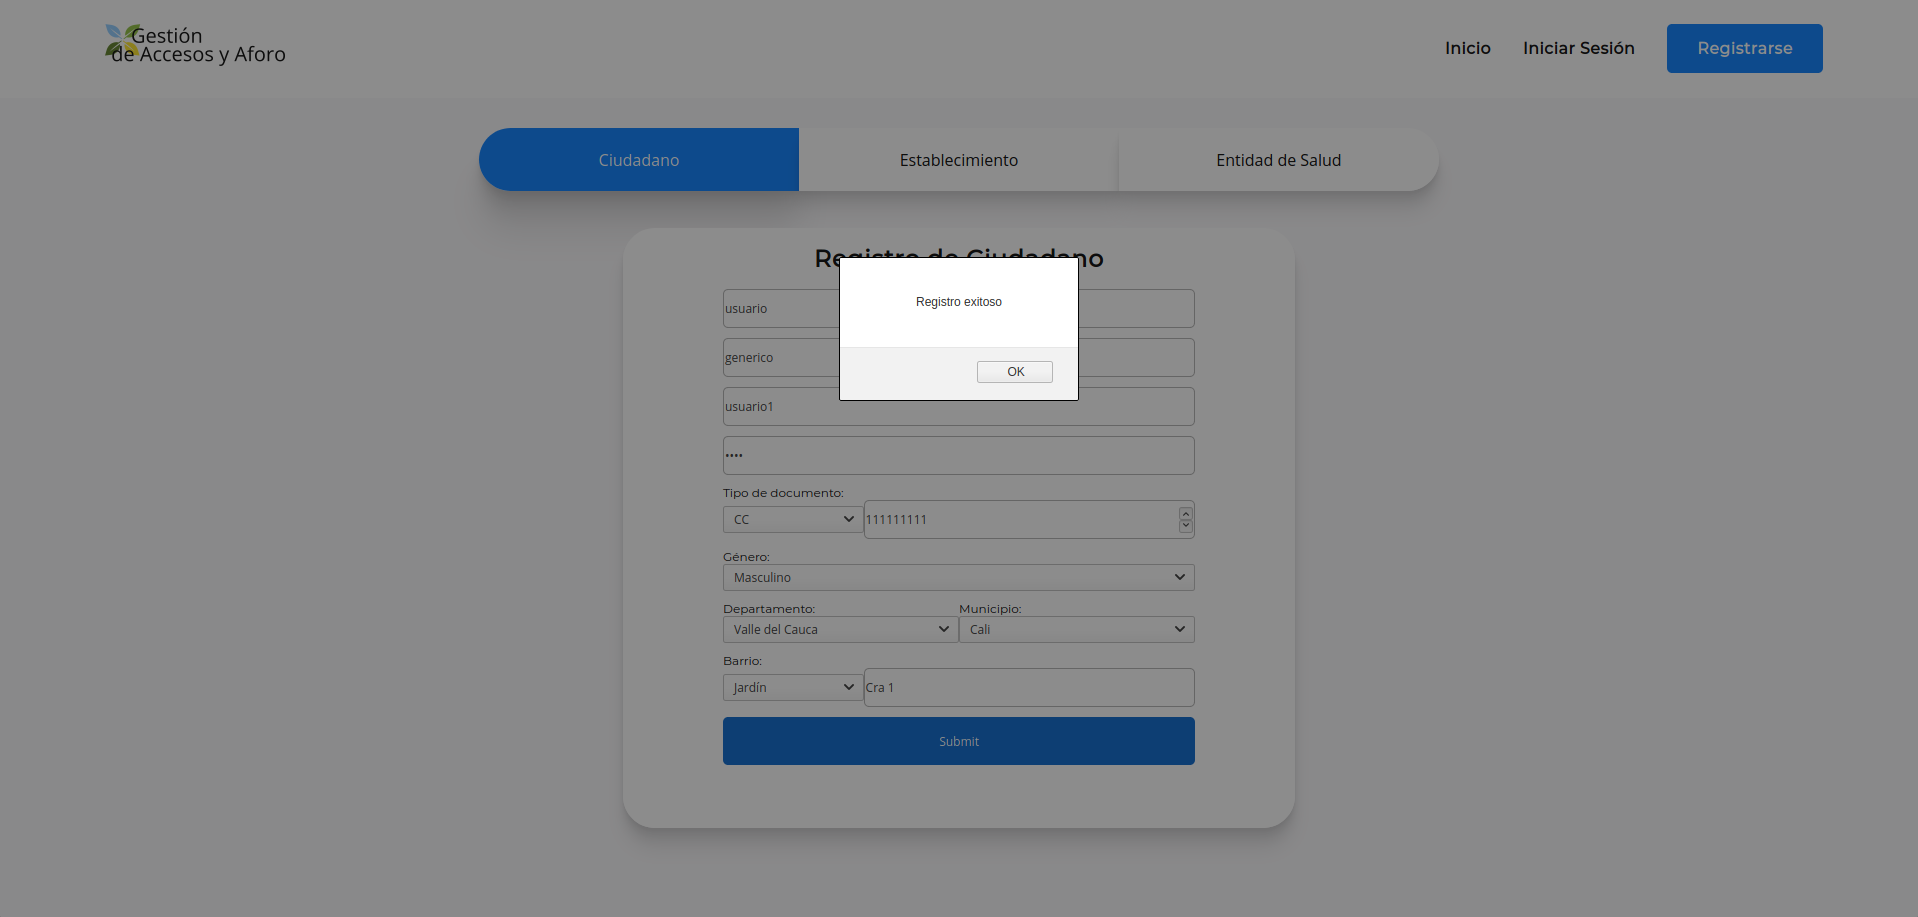 Gestión
de Accesos y Aforo
Inicio
Iniciar Sesión
Registrarse
Ciudadano
Establecimiento
Entidad de Salud
Registro de Ciudadano
Registro exitoso
OK
usuario
generico
usuario1
••••
Tipo de documento:
CC
111111111
Género:
Masculino
Departamento:
Municipio:
Valle del Cauca
Cali
Barrio:
Jardín
Cra 1
Submit